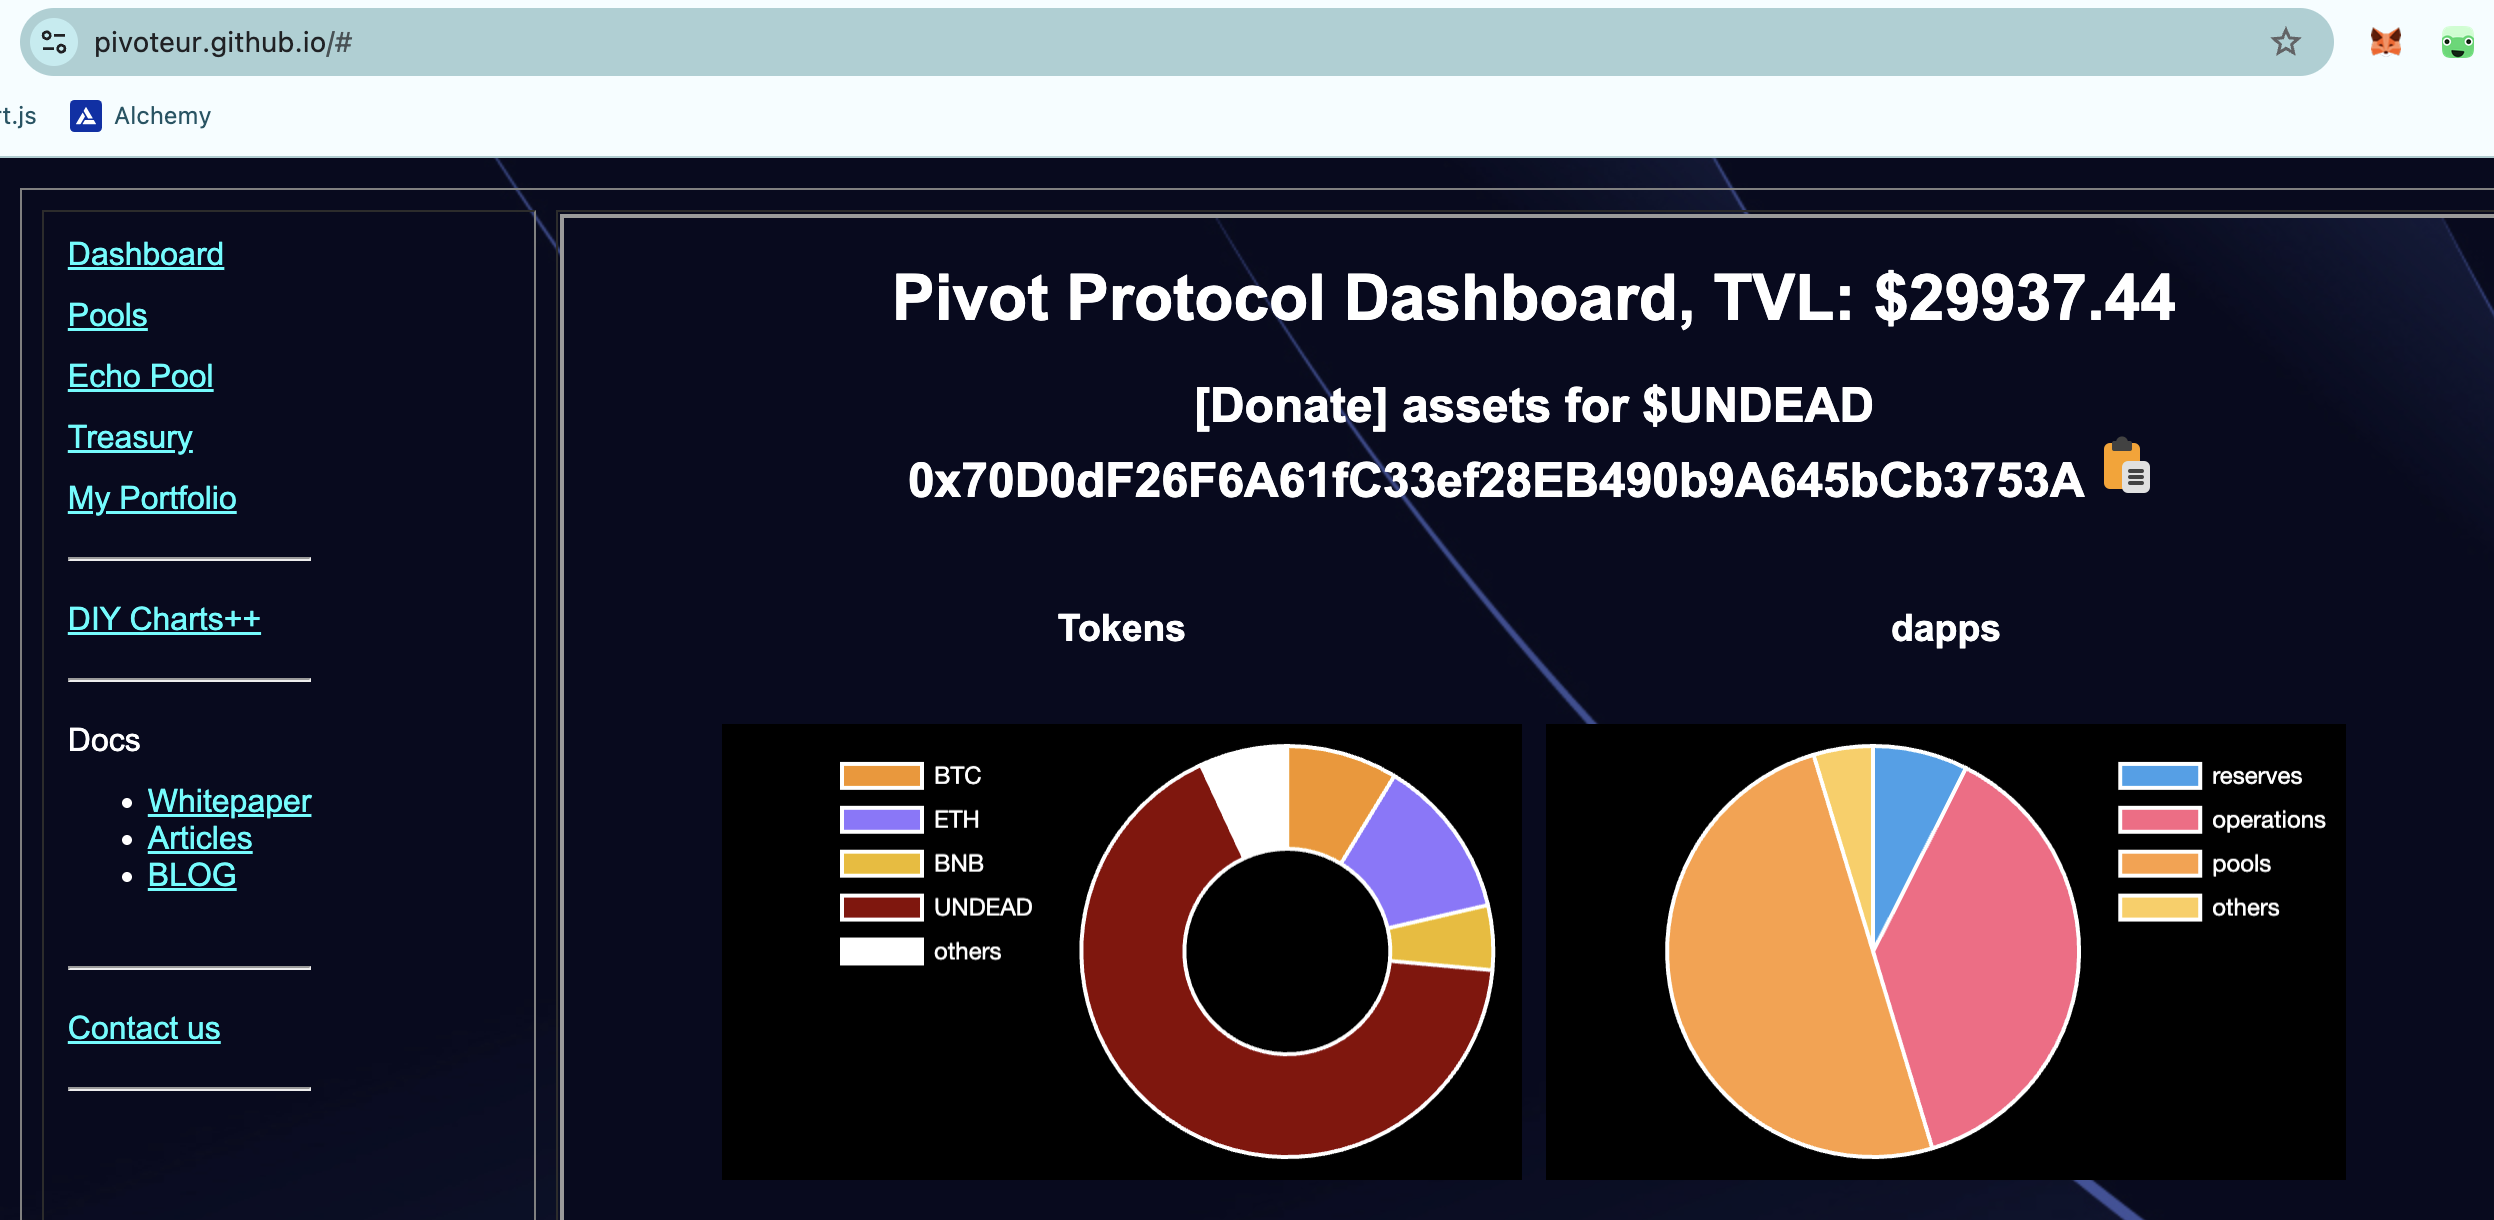 pivoteur.github.io/#
t.js
Alchemy
Dashboard
Pools
Echo Pool
Treasury
My Portfolio
DIY Charts++
Docs
Whitepaper
Articles
BLOG
Contact us
Pivot Protocol Dashboard, TVL: $29937.44
[Donate] assets for $UNDEAD
0x70D0dF26F6A61fC33ef28EB490b9A645bCb3753A
Tokens
BTC
ETH
BNB
UNDEAD
others
dapps
reserves
operations
pools
others